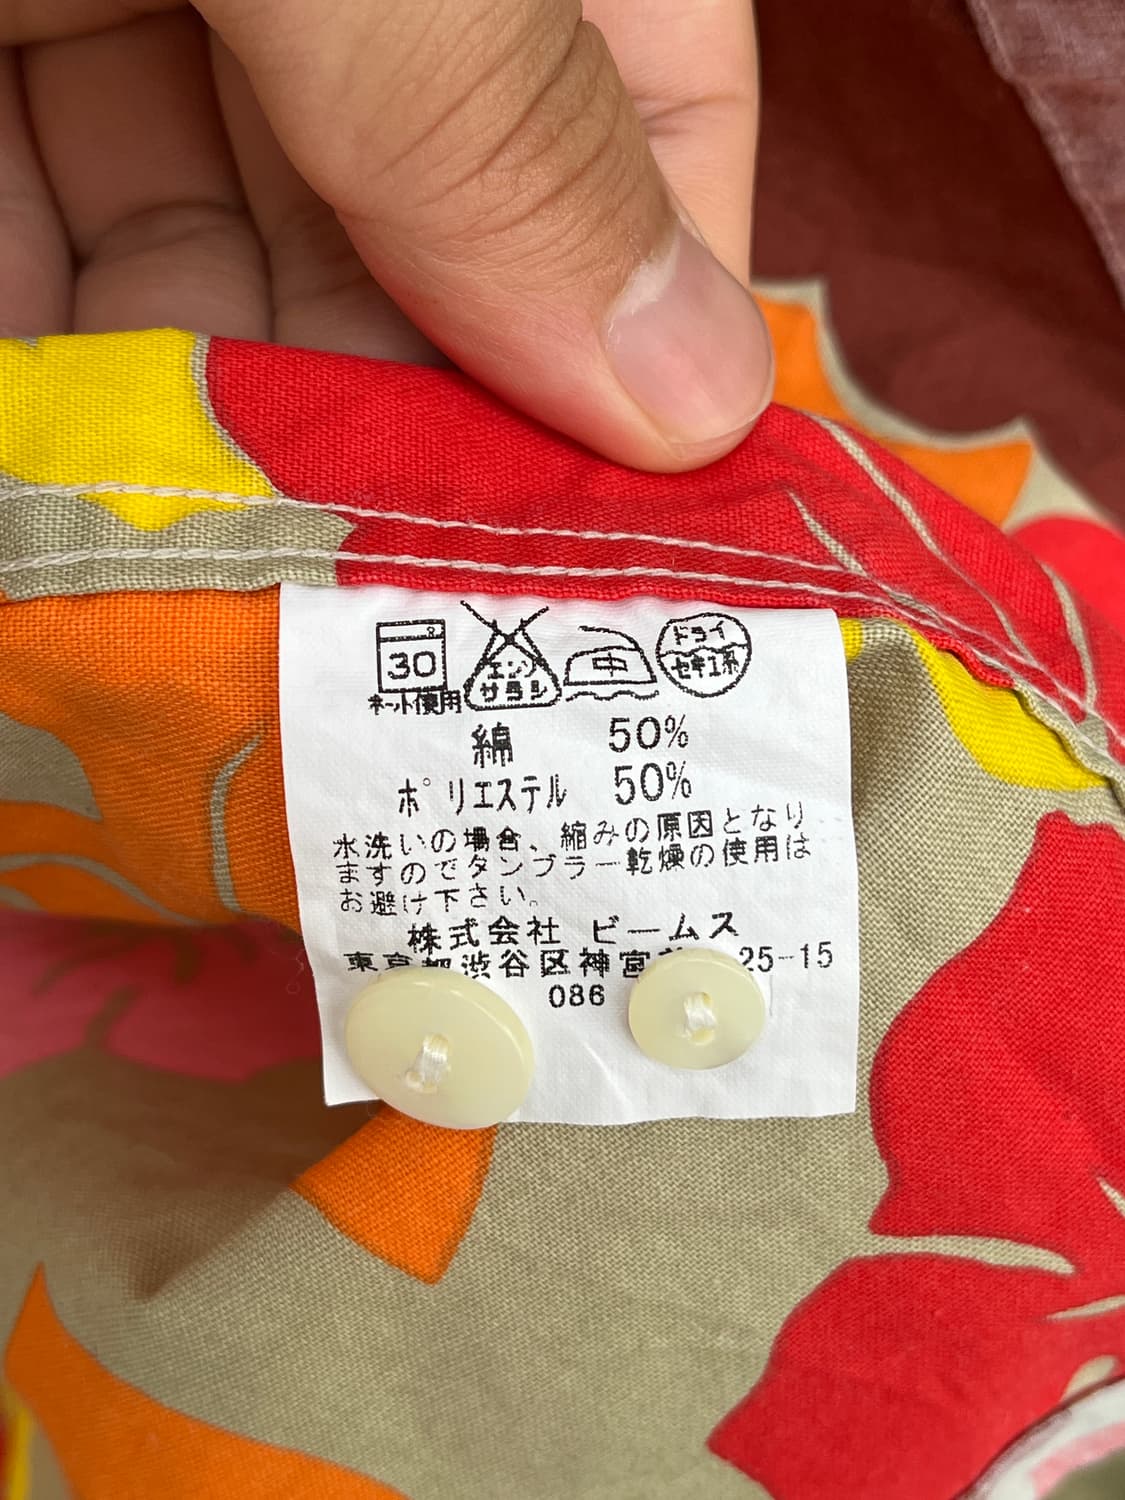 30
ネット使用
エンソ
サラシ
中
ドライ
セキユ系
綿 50%
ポリエステル 50%
水洗いの場合、縮みの原因となり
ますのでタンブラー乾燥の使用は
お避け下さい。
株式会社 ビームス
東京都渋谷区神宮 25-15
086